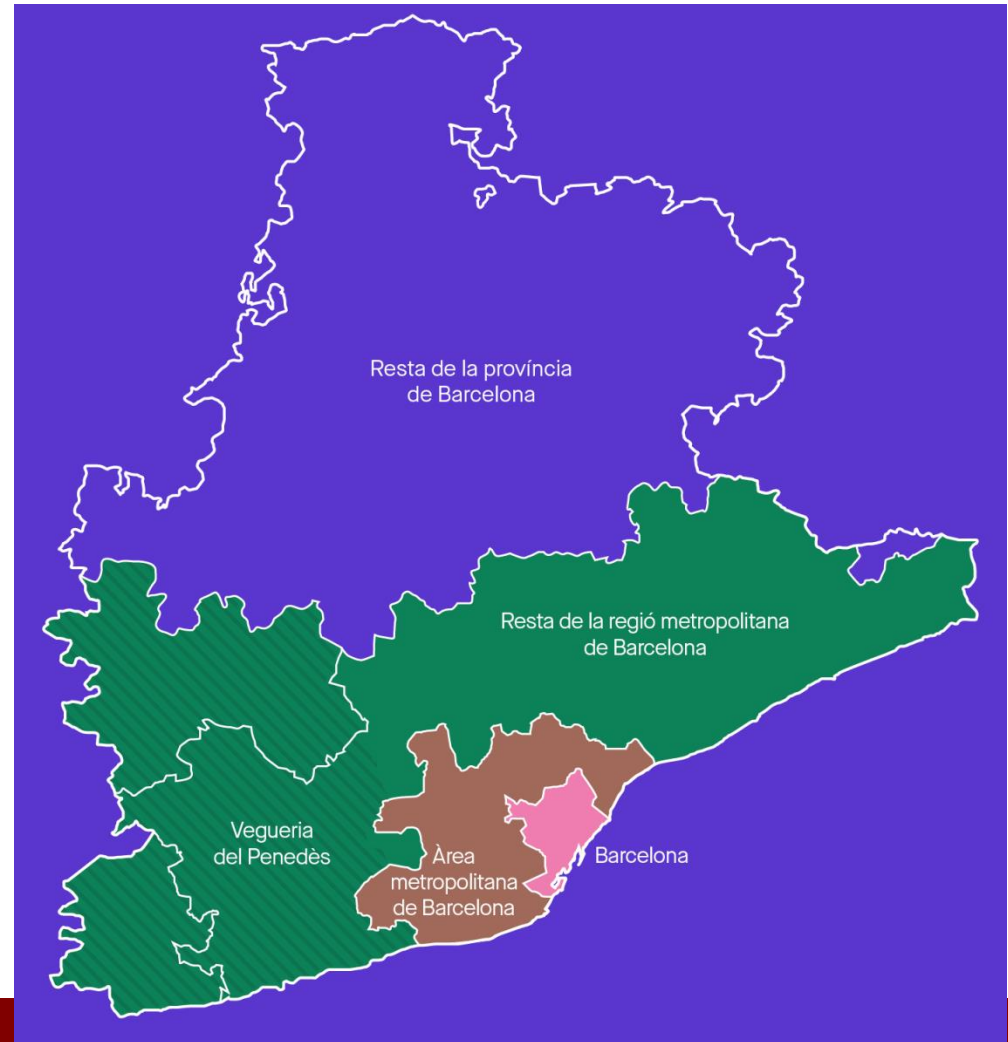 Resta de la província
de Barcelona
Resta de la regió metropolitana
de Barcelona
Vegueria
del Penedès
Àrea
metropolitana
de Barcelona
Barcelona